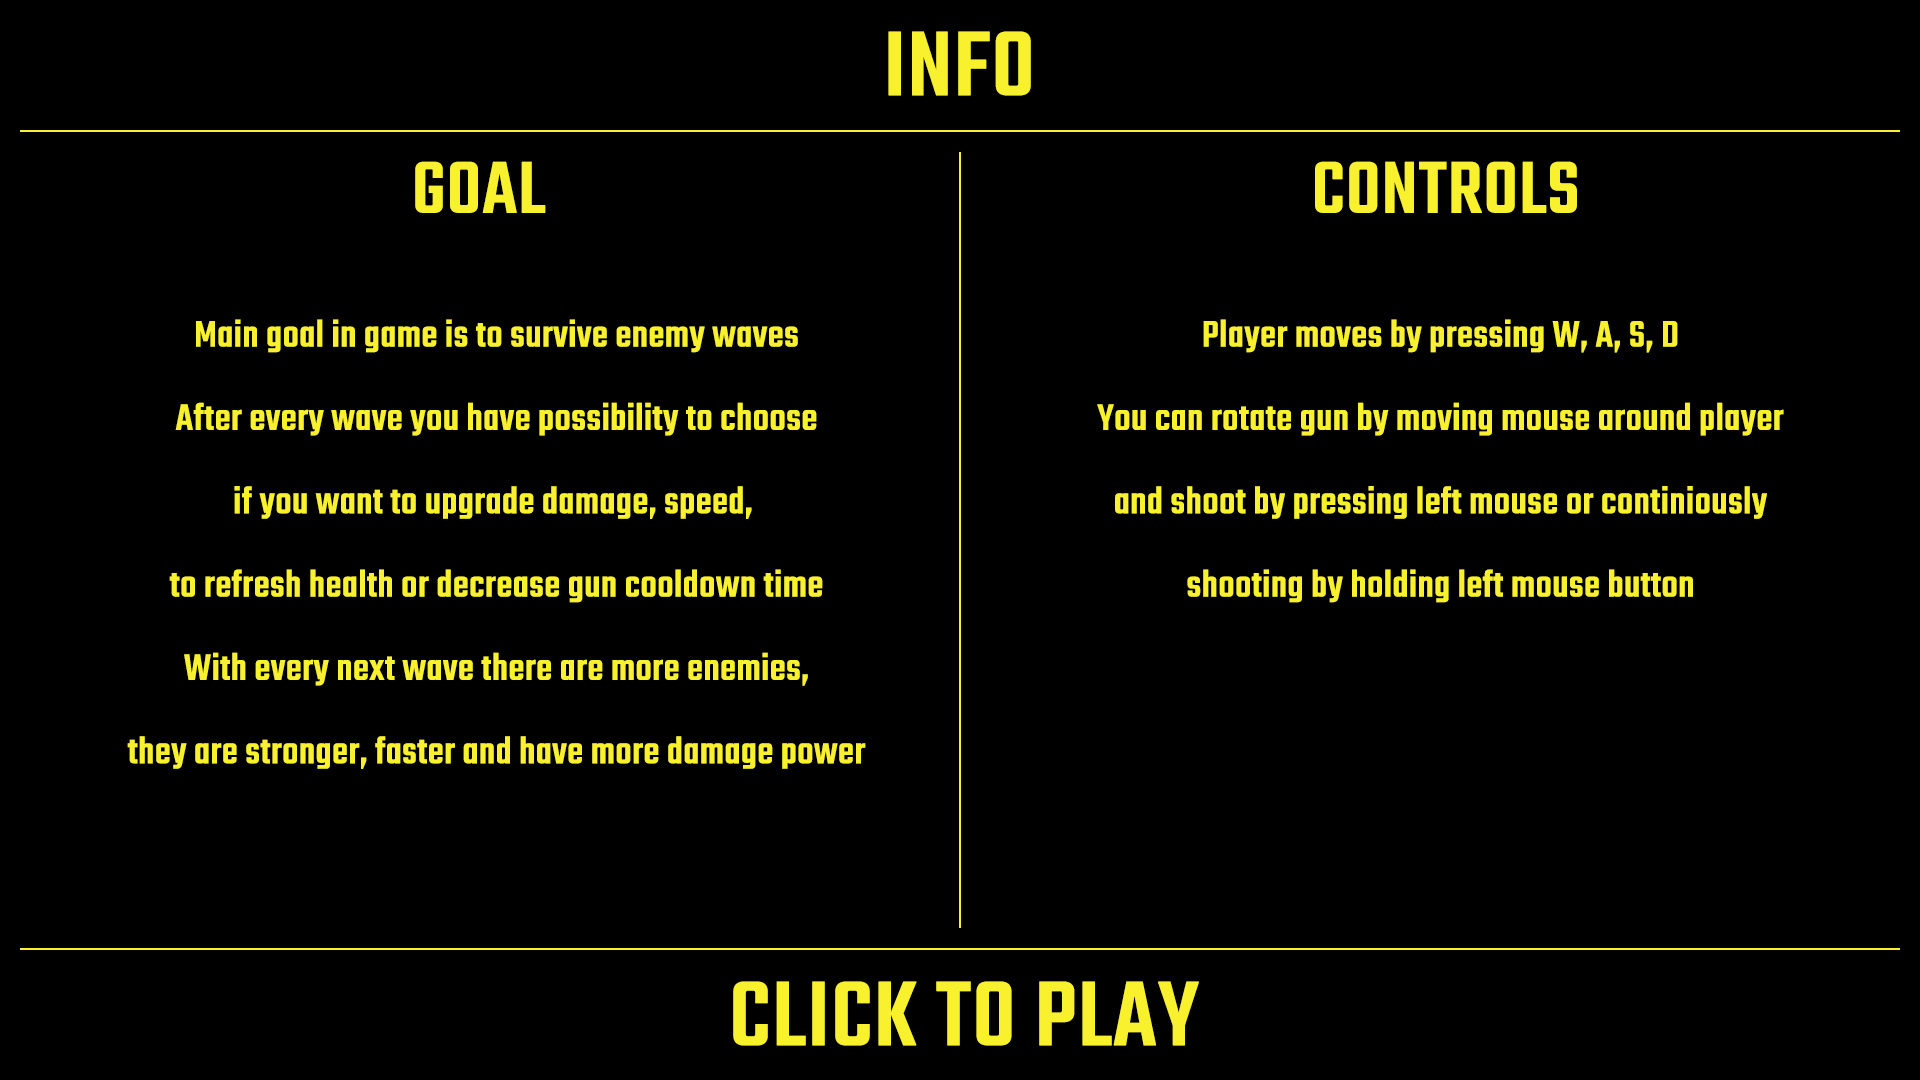 INFO
GOAL
Main goal in game is to survive enemy waves
After every wave you have possibility to choose
if you want to upgrade damage, speed,
to refresh health or decrease gun cooldown time
With every next wave there are more enemies,
they are stronger, faster and have more damage power
CONTROLS
Player moves by pressing W, A, S, D
You can rotate gun by moving mouse around player
and shoot by pressing left mouse or continiously
shooting by holding left mouse button
CLICK TO PLAY